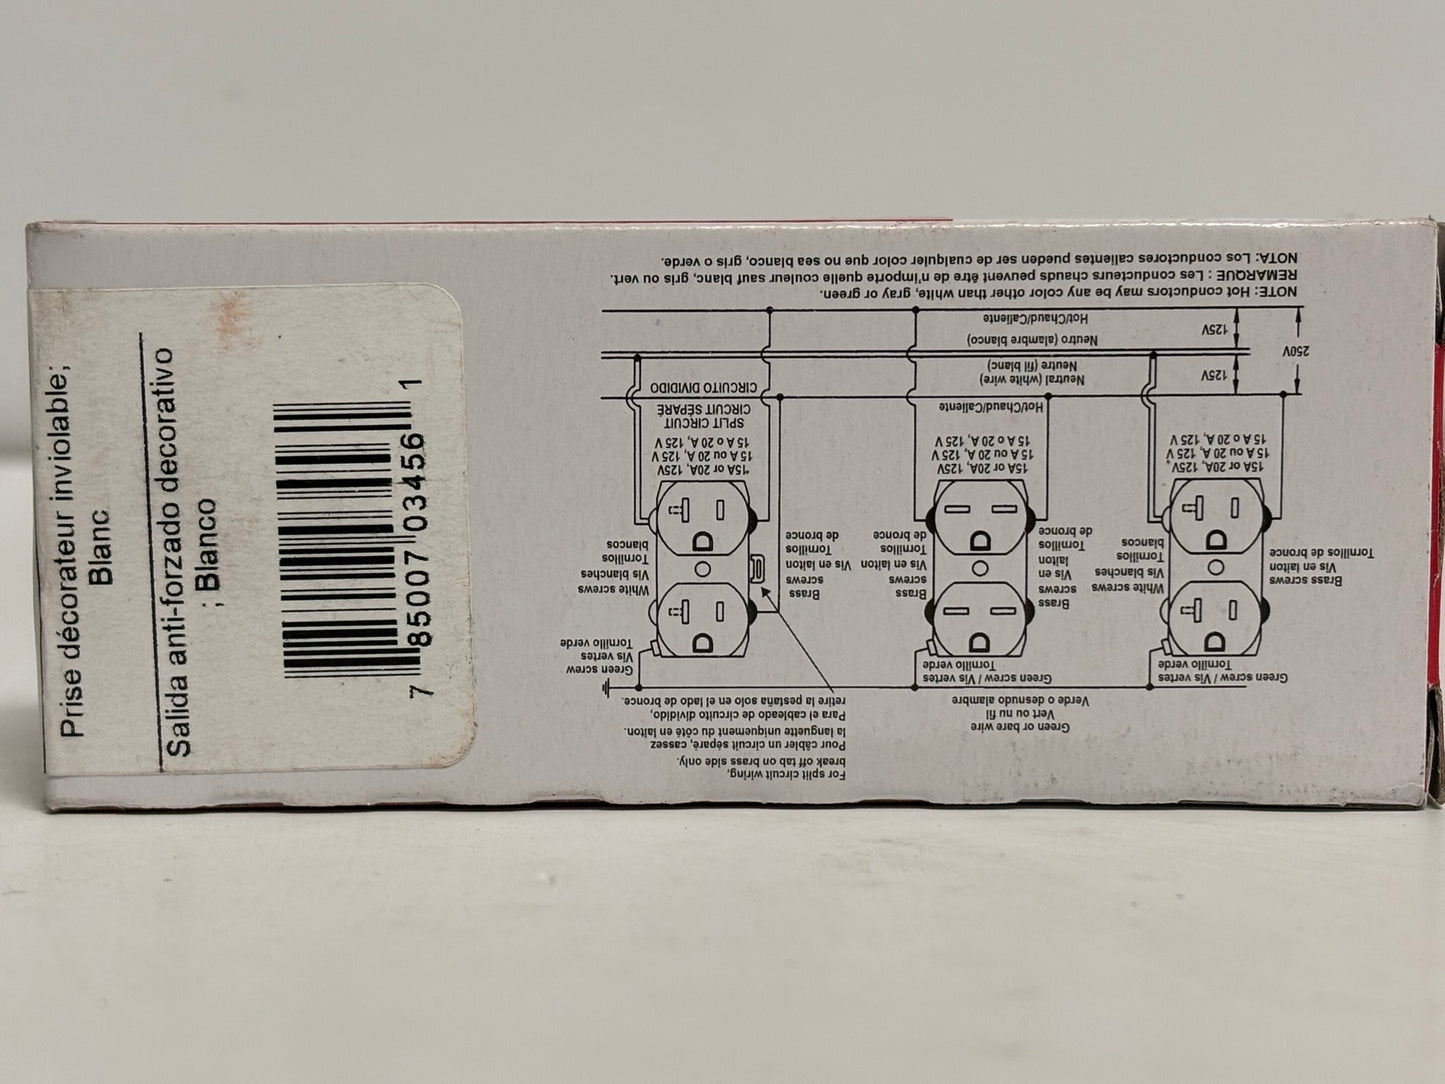 Prise décorateur inviolable;
Blanc
Salida anti-forzado decorativo
; Blanco
7 85007 03456 1
For split circuit wiring,
break off tab on brass side only.
Pour câbler un circuit séparé, cassez
la languette uniquement du côté en laiton.
Para el cableado de circuito dividido,
retire la pestaña solo en el lado de bronce.
Green or bare wire
Vert ou nu fil
Verde o desnudo alambre
Green screw / Vis vertes
Tornillo verde
Green screw / Vis vertes
Tornillo verde
Green screw
Vis vertes
Tornillo verde
Brass screws
Vis en laiton
Tornillos de bronce
White screws
Vis blanches
Tornillos
blancos
Brass
screws
Vis en
laiton
Tornillos
de bronce
Brass
screws
Vis en laiton
Tornillos
de bronce
Brass
screws
Vis en laiton
Tornillos
de bronce
White screws
Vis blanches
Tornillos
blancos
15A or 20A, 125V
15 A ou 20 A, 125 V
15 A o 20 A, 125 V
15A or 20A, 125V
15 A ou 20 A, 125 V
15 A o 20 A, 125 V
15A or 20A, 125V
15 A ou 20 A, 125 V
15 A o 20 A, 125 V
SPLIT CIRCUIT
CIRCUIT SÉPARÉ
CIRCUITO DIVIDIDO
Hot/Chaud/Caliente
Neutral (white wire)
Neutre (fil blanc)
Neutro (alambre blanco)
Hot/Chaud/Caliente
125V
250V
125V
NOTE: Hot conductors may be any color other than white, gray or green.
REMARQUE : Les conducteurs chauds peuvent être de n'importe quelle couleur sauf blanc, gris ou vert.
NOTA: Los conductores calientes pueden ser de cualquier color que no sea blanco, gris o verde.